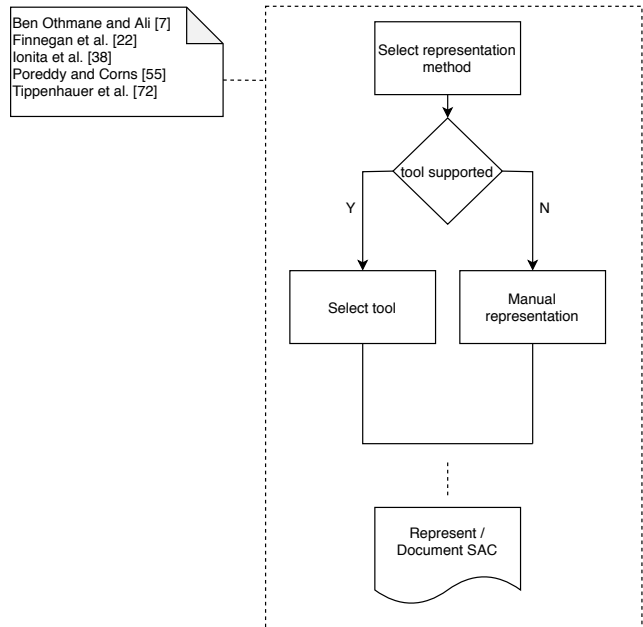 Ben Othmane and Ali [7]
Finnegan et al. [22]
Ionita et al. [38]
Poreddy and Corns [55]
Tippenhauer et al. [72]
Select representation
method
tool supported
Y
N
Select tool
Manual
representation
Represent /
Document SAC